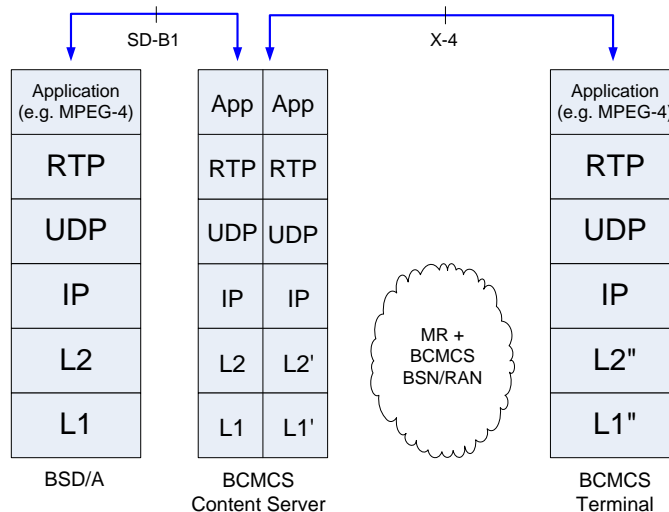 SD-B1
X-4
Application
(e.g. MPEG-4)
RTP
UDP
IP
L2
L1
BSD/A
App
App
RTP
RTP
UDP
UDP
IP
IP
L2
L2'
L1
L1'
BCMCS
Content Server
MR +
BCMCS
BSN/RAN
Application
(e.g. MPEG-4)
RTP
UDP
IP
L2"
L1"
BCMCS
Terminal